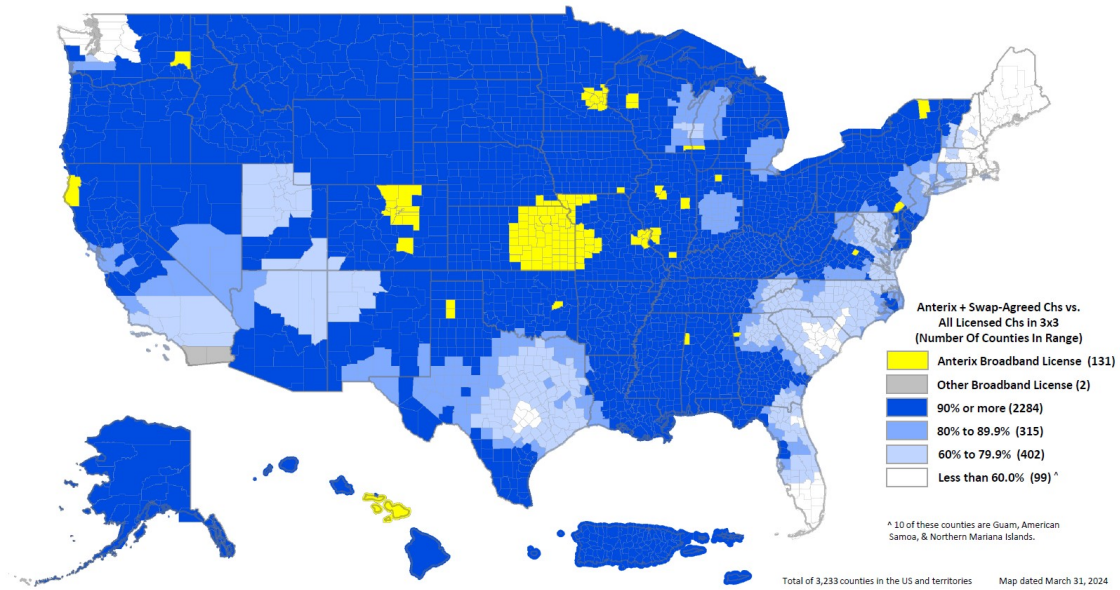 Anterix + Swap-Agreed Chs vs.
All Licensed Chs in 3x3
(Number Of Counties In Range)
Anterix Broadband License (131)
Other Broadband License (2)
90% or more (2284)
80% to 89.9% (315)
60% to 79.9% (402)
Less than 60.0% (99) ^
^ 10 of these counties are Guam, American
Samoa, & Northern Mariana Islands.
Total of 3,233 counties in the US and territories Map dated March 31, 2024